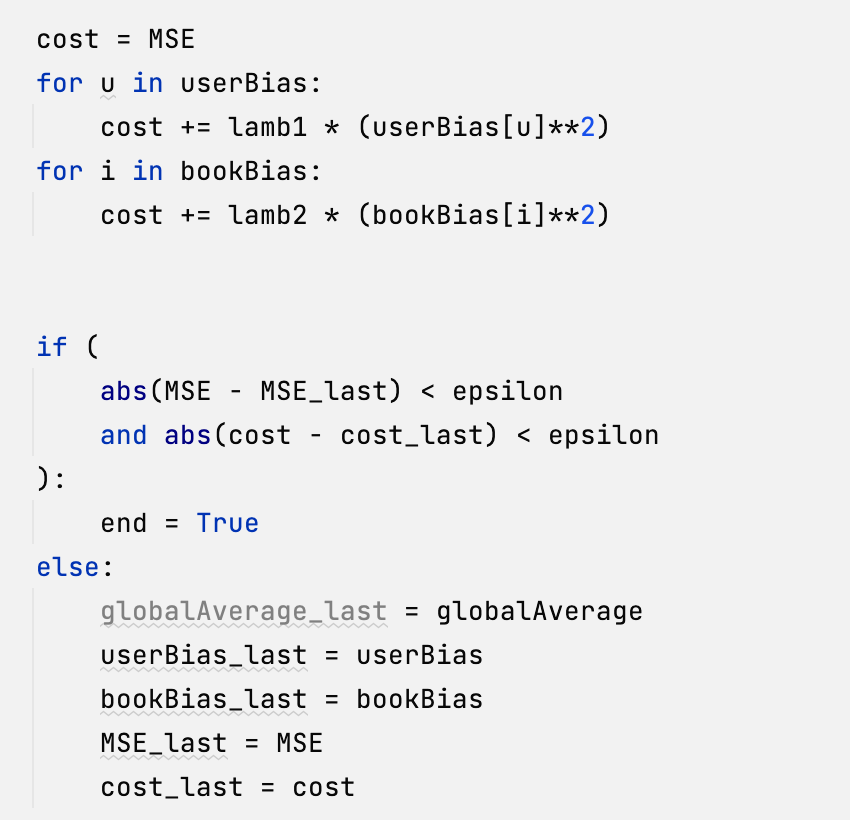 cost = MSE
for u in userBias:
    cost += lamb1 * (userBias[u]**2)
for i in bookBias:
    cost += lamb2 * (bookBias[i]**2)
if (
    abs(MSE - MSE_last) < epsilon
    and abs(cost - cost_last) < epsilon
):
    end = True
else:
    globalAverage_last = globalAverage
    userBias_last = userBias
    bookBias_last = bookBias
    MSE_last = MSE
    cost_last = cost